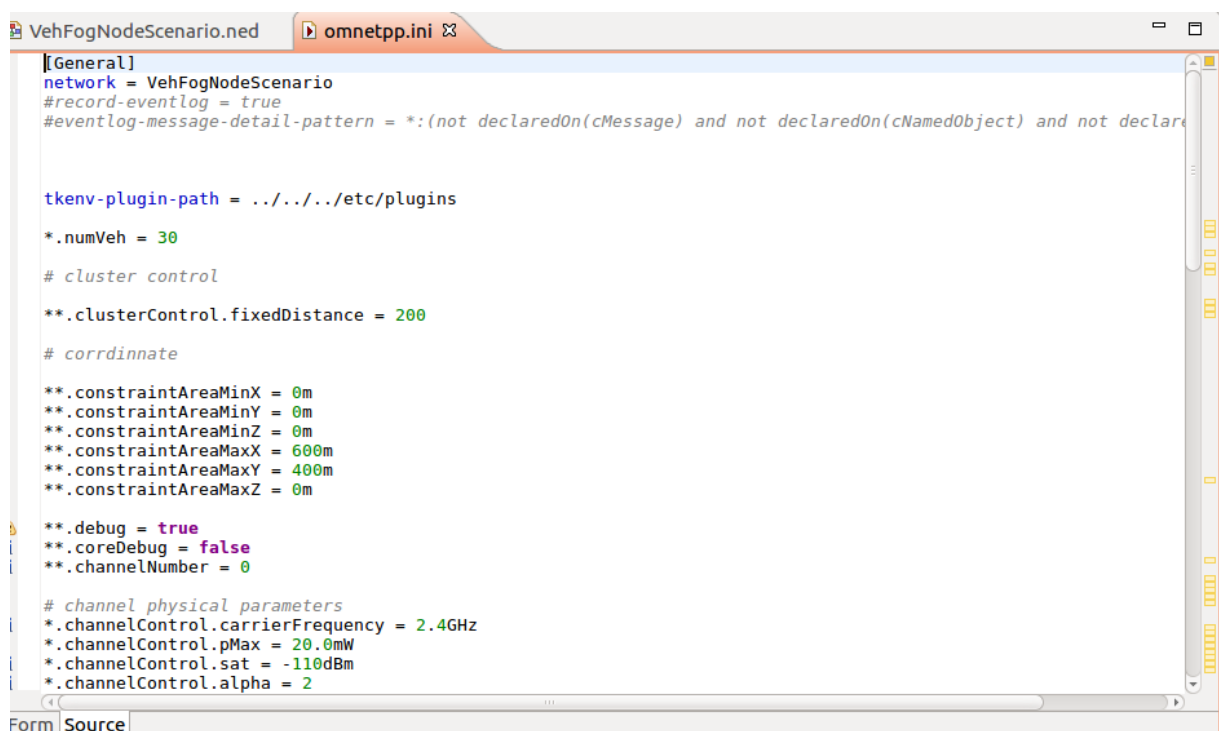 VehFogNodeScenario.ned omnetpp.ini
[General]
network = VehFogNodeScenario
#record-eventlog = true
#eventlog-message-detail-pattern = *:(not declaredOn(cMessage) and not declaredOn(cNamedObject) and not declare
tkenv-plugin-path = ../../../etc/plugins
*.numVeh = 30
# cluster control
**.clusterControl.fixedDistance = 200
# corrdinnate
**.constraintAreaMinX = 0m
**.constraintAreaMinY = 0m
**.constraintAreaMinZ = 0m
**.constraintAreaMaxX = 600m
**.constraintAreaMaxY = 400m
**.constraintAreaMaxZ = 0m
**.debug = true
**.coreDebug = false
**.channelNumber = 0
# channel physical parameters
*.channelControl.carrierFrequency = 2.4GHz
*.channelControl.pMax = 20.0mW
*.channelControl.sat = -110dBm
*.channelControl.alpha = 2
Form Source